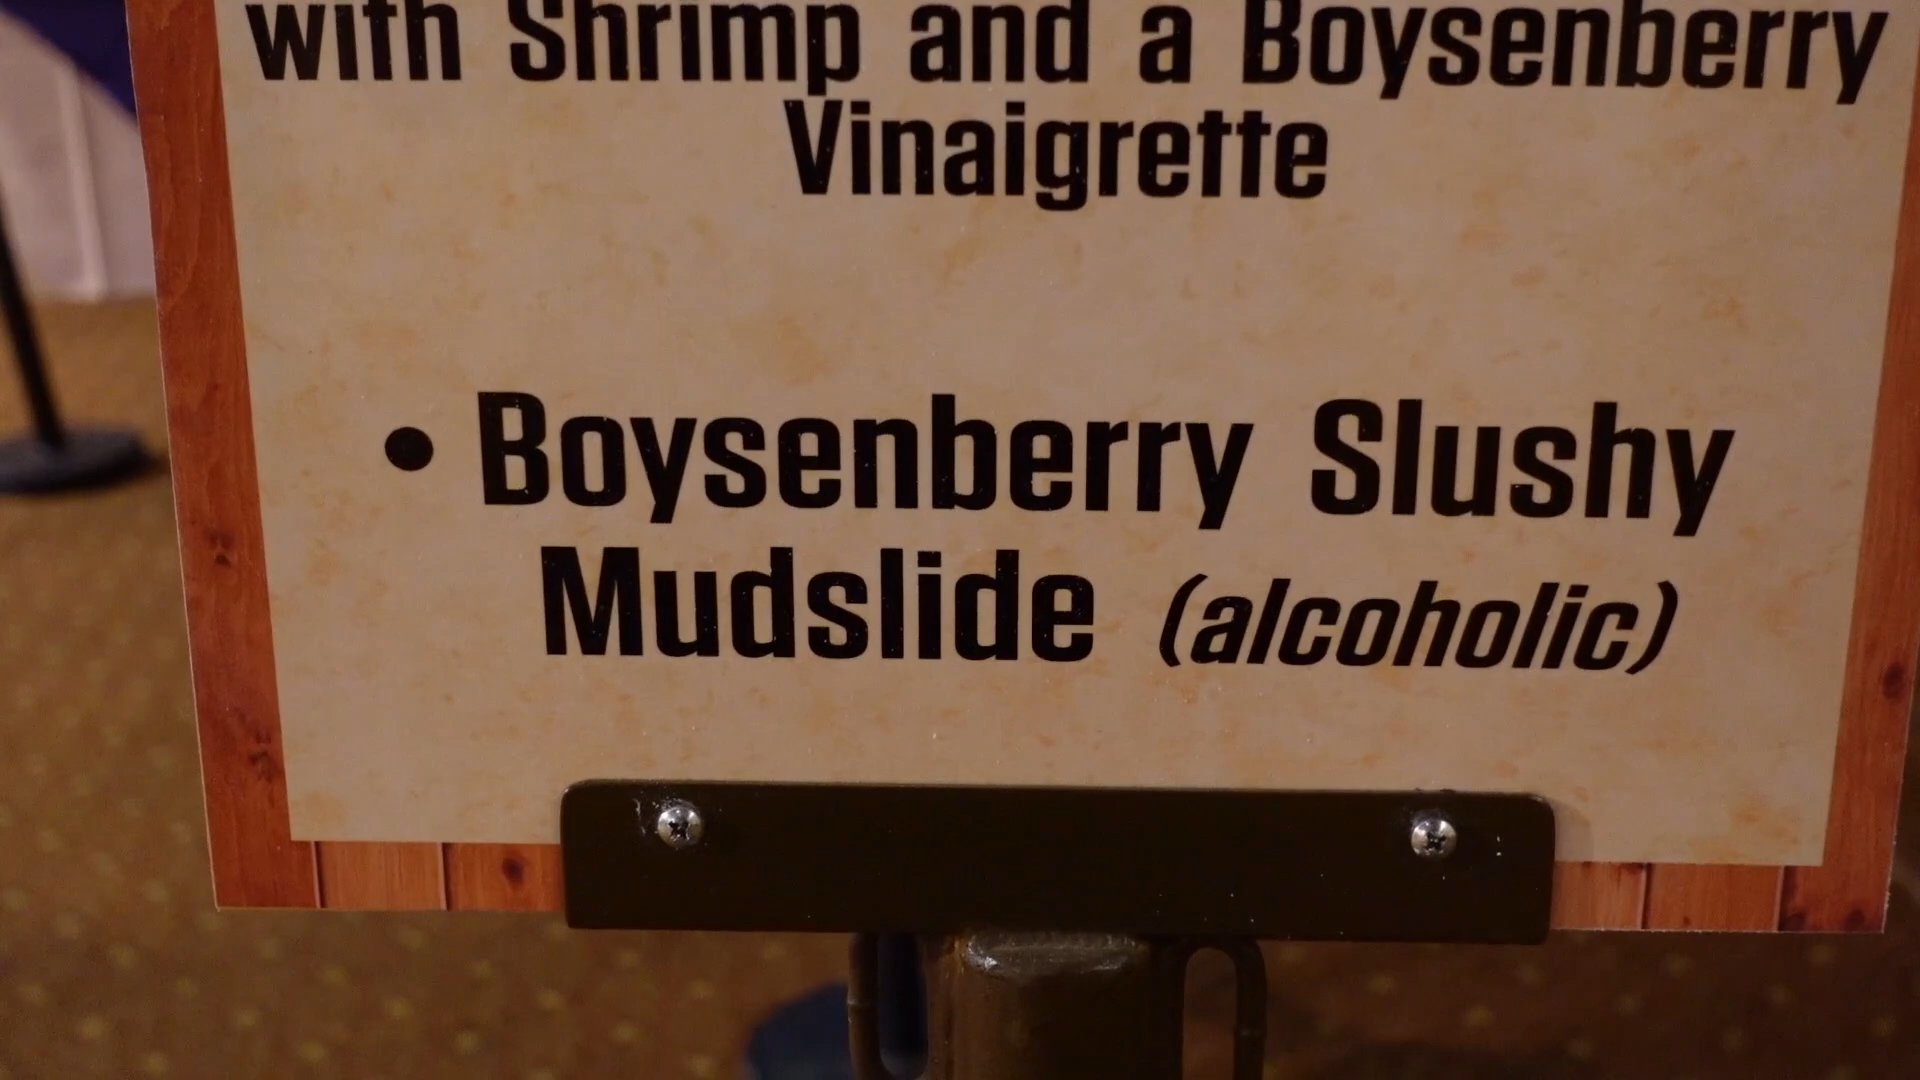 with Shrimp and a Boysenberry
Vinaigrette
• Boysenberry Slushy
Mudslide (alcoholic)